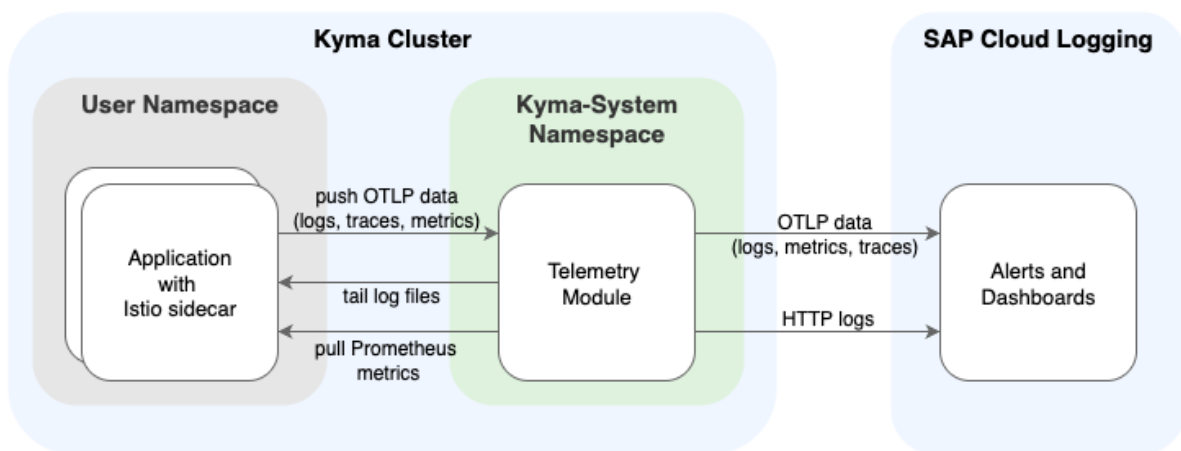 Kyma Cluster
SAP Cloud Logging
User Namespace
Kyma-System
Namespace
push OTLP data
(logs, traces, metrics)
OTLP data
(logs, metrics, traces)
Application
with
Istio sidecar
Telemetry
Module
Alerts and
Dashboards
tail log files
HTTP logs
pull Prometheus
metrics